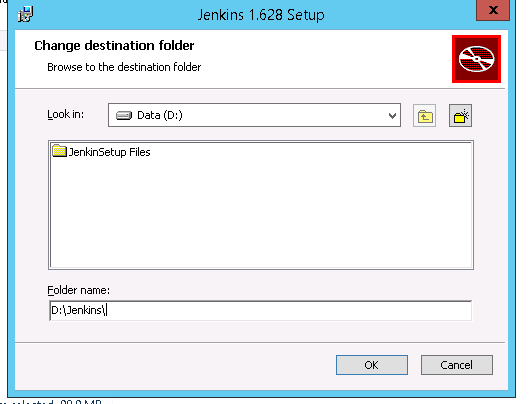 Jenkins 1.628 Setup
x
Change destination folder
Browse to the destination folder
Look in:
Data (D:)
JenkinSetup Files
Folder name:
D:\Jenkins\
OK
Cancel